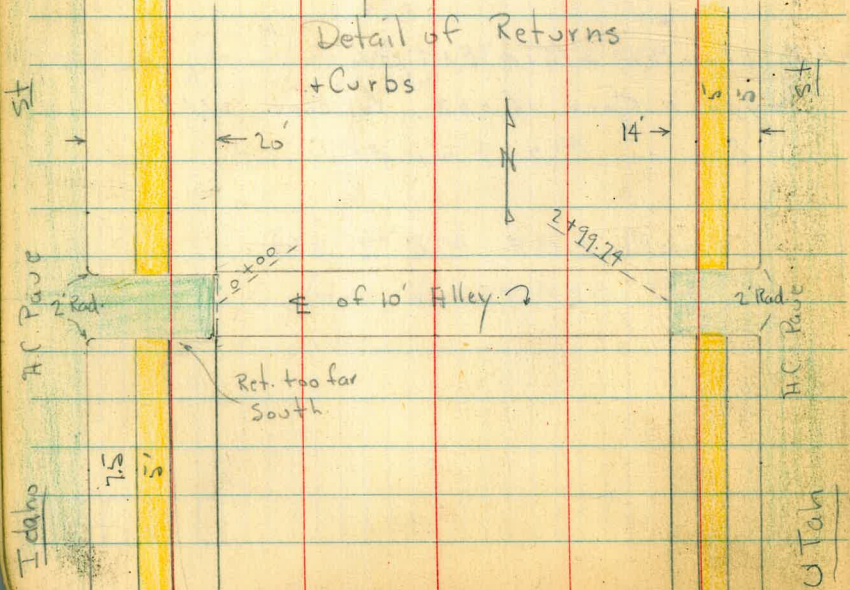 Detail of Returns
+ Curbs
St
St
20'
14'
5'
5'
N
0+00
2+99.24
H.C. Pave
2' Rad.
℄ of 10' Alley
2' Rad.
H.C. Pave
Ret. too far
South
7.5
5'
Idaho
Utah